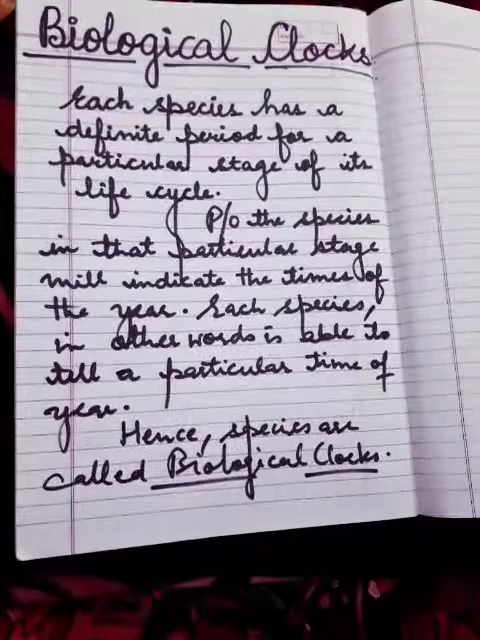 Biological Clocks
Each species has a
definite period for a
particular stage of its
life cycle.
P/o the species
in that particular stage
will indicate the times of
the year. Each species,
in other words is able to
tell a particular time of
year.
Hence, species are
called Biological Clocks.